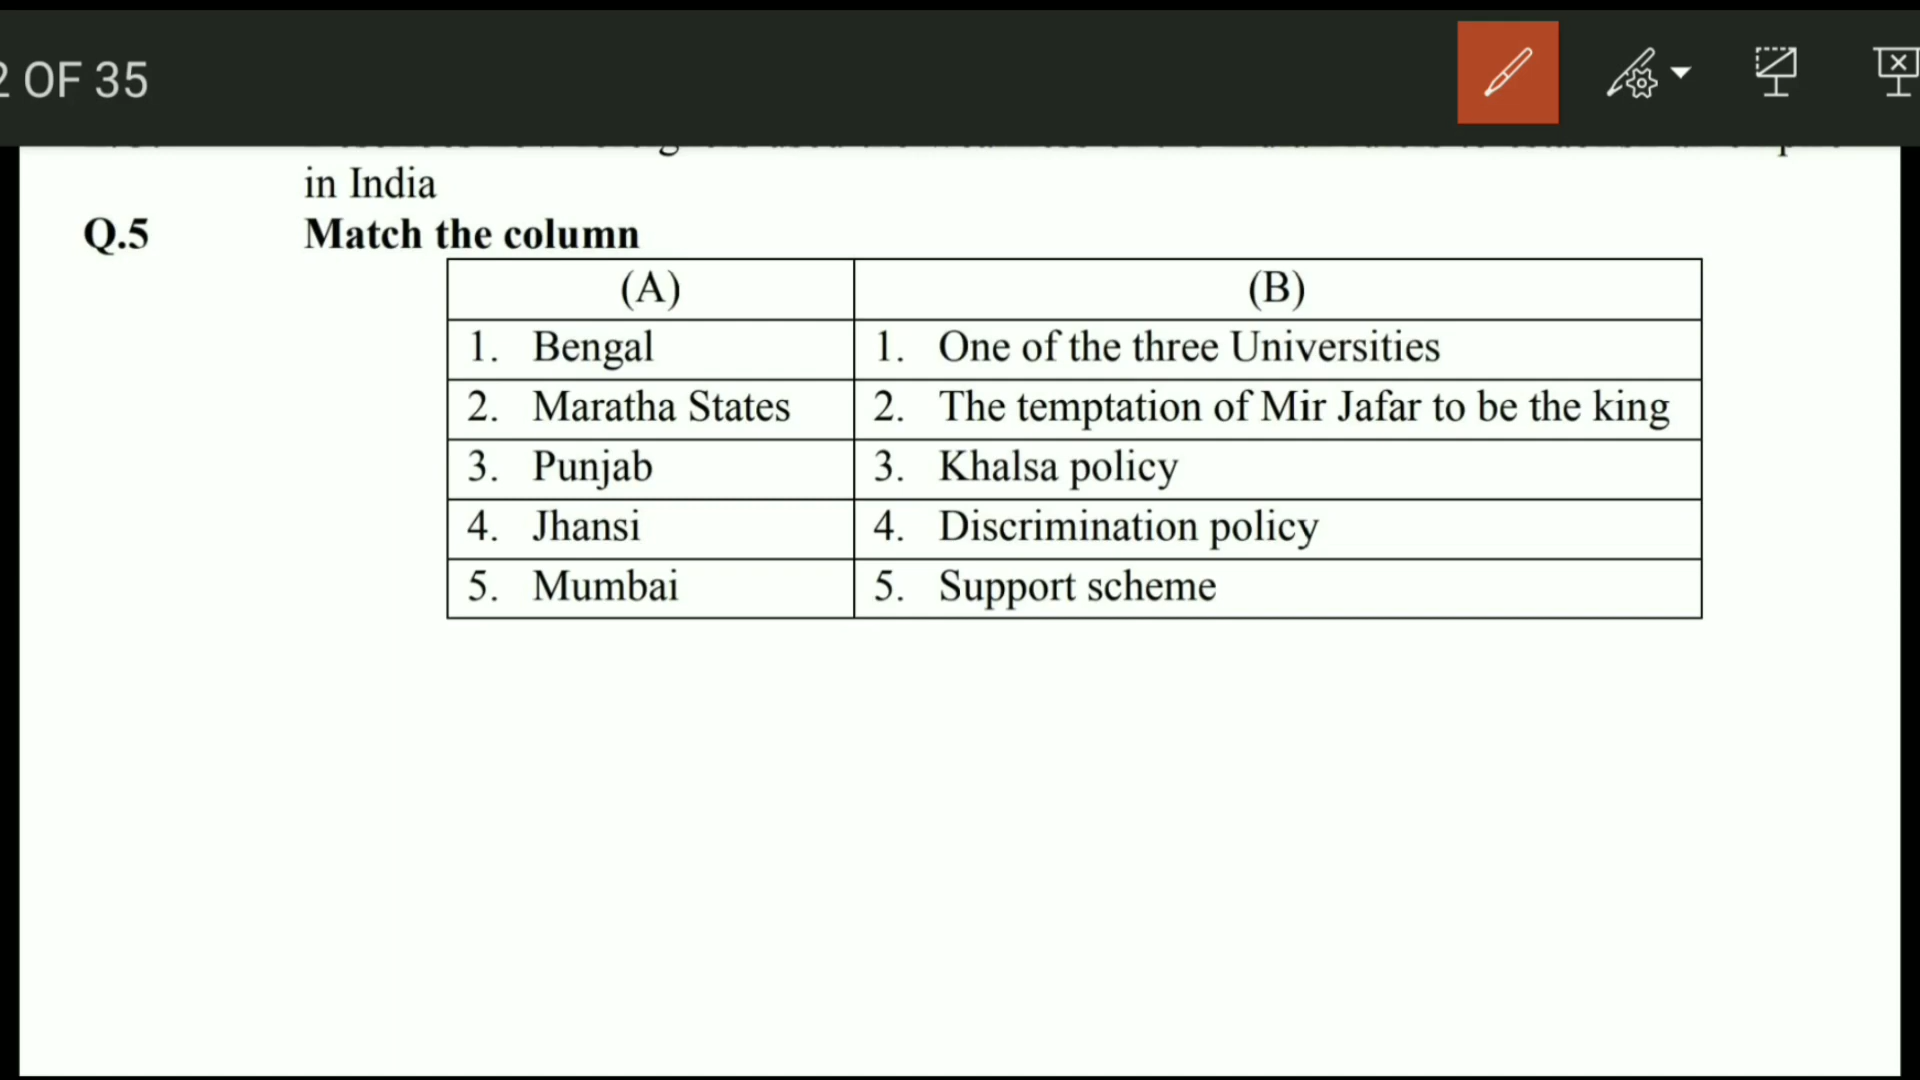 2 OF 35
in India
Q.5 Match the column
(A) (B)
1. Bengal 1. One of the three Universities
2. Maratha States 2. The temptation of Mir Jafar to be the king
3. Punjab 3. Khalsa policy
4. Jhansi 4. Discrimination policy
5. Mumbai 5. Support scheme